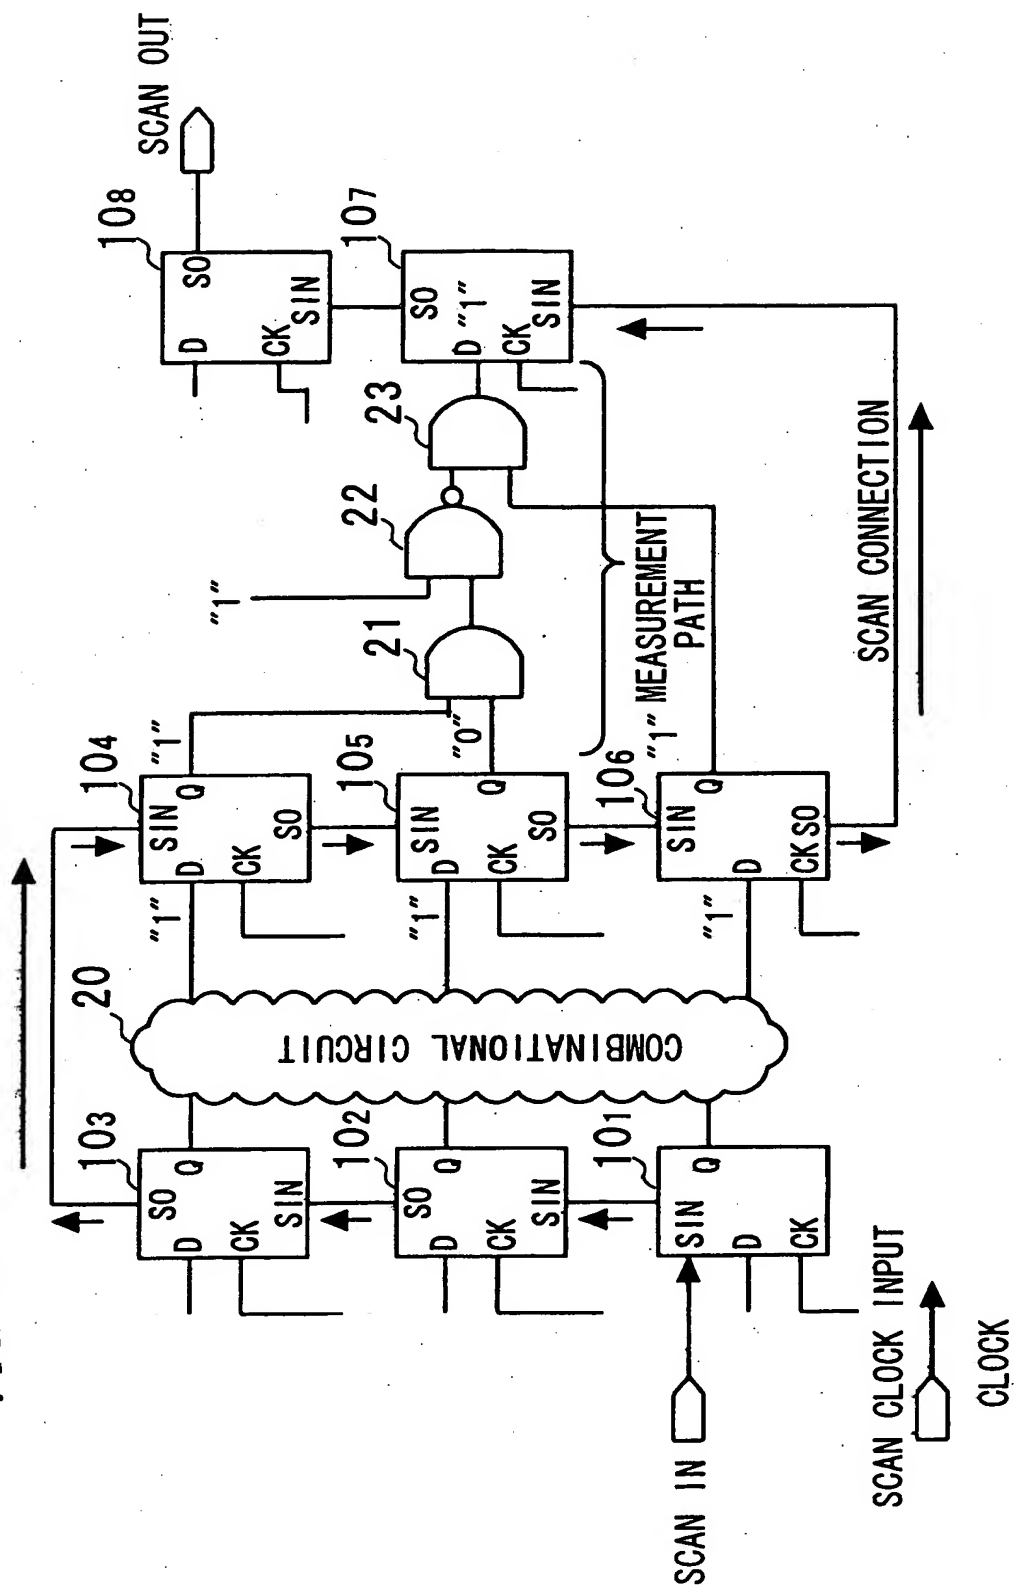 SCAN OUT
10₈
D
SO
CK
SIN
10₇
SO
D
"1"
CK
SIN
23
22
"1"
21
MEASUREMENT
PATH
SCAN CONNECTION
10₄
SIN
"1"
D
Q
"1"
CK
SO
10₅
SIN
"1"
D
Q
"0"
CK
SO
10₆
SIN
"1"
D
Q
"1"
CK
SO
20
COMBINATIONAL CIRCUIT
10₃
SO
D
Q
CK
SIN
10₂
SO
D
Q
CK
SIN
10₁
SIN
Q
D
CK
SCAN IN
SCAN CLOCK INPUT
CLOCK